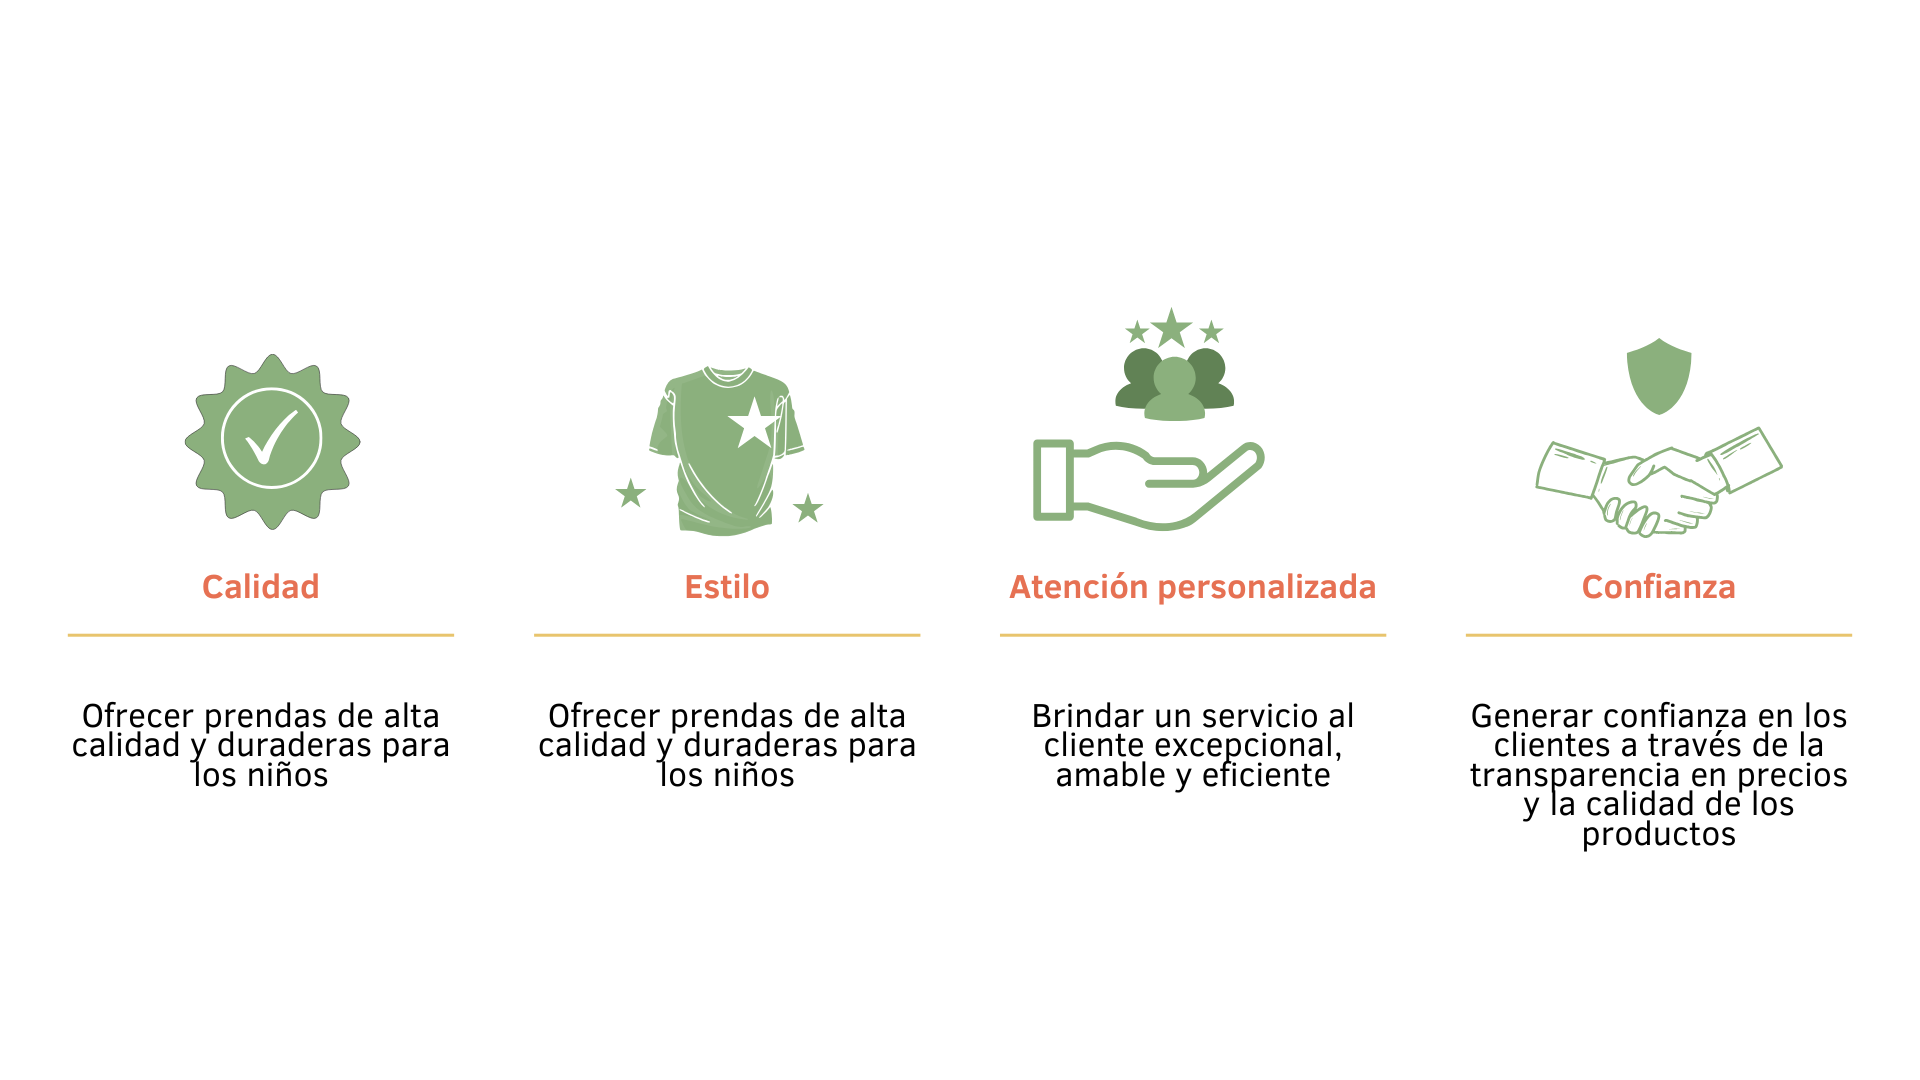 Calidad
Ofrecer prendas de alta
calidad y duraderas para
los niños
Estilo
Ofrecer prendas de alta
calidad y duraderas para
los niños
Atención personalizada
Brindar un servicio al
cliente excepcional,
amable y eficiente
Confianza
Generar confianza en los
clientes a través de la
transparencia en precios
y la calidad de los
productos